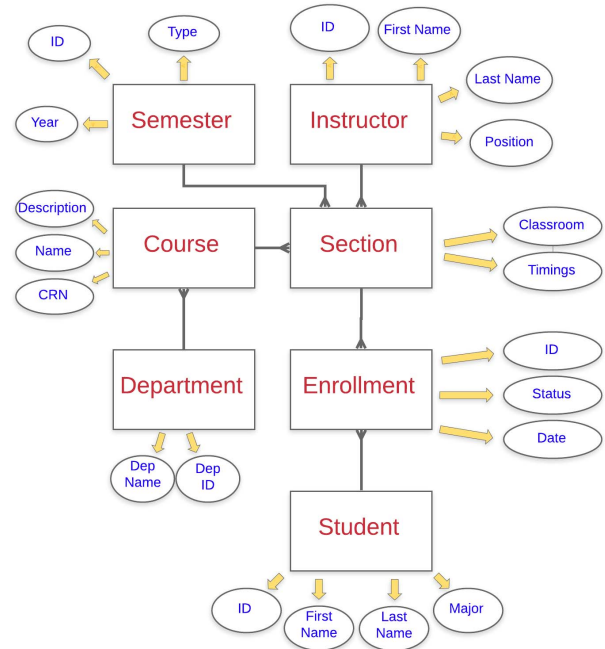 ID
Type
ID
First Name
Year
Semester
Instructor
Last Name
Position
Description
Name
CRN
Course
Section
Classroom
Timings
Department
Enrollment
ID
Status
Date
Dep
Name
Dep
ID
Student
ID
First
Name
Last
Name
Major